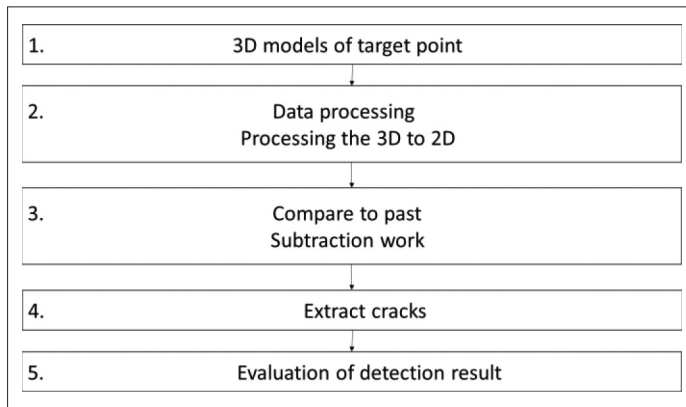 1. 3D models of target point
2. Data processing
Processing the 3D to 2D
3. Compare to past
Subtraction work
4. Extract cracks
5. Evaluation of detection result